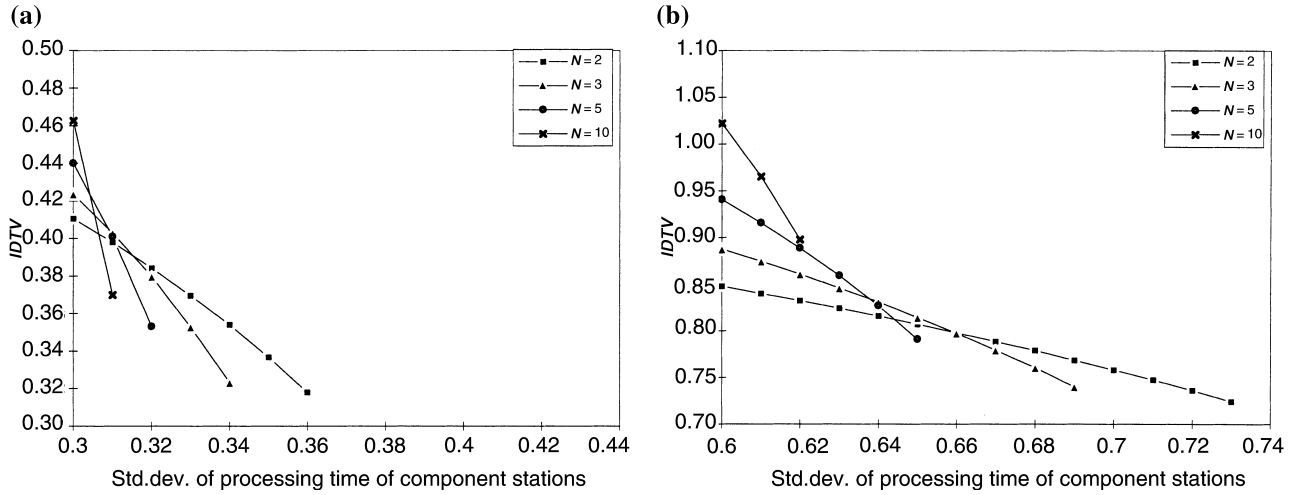 (a)
0.50
0.48
0.46
0.44
0.42
0.40
0.38
0.36
0.34
0.32
0.30
IDTV
0.3 0.32 0.34 0.36 0.38 0.4 0.42 0.44
Std.dev. of processing time of component stations
N = 2
N = 3
N = 5
N = 10
(b)
1.10
1.05
1.00
0.95
0.90
0.85
0.80
0.75
0.70
IDTV
0.6 0.62 0.64 0.66 0.68 0.7 0.72 0.74
Std.dev. of processing time of component stations
N = 2
N = 3
N = 5
N = 10